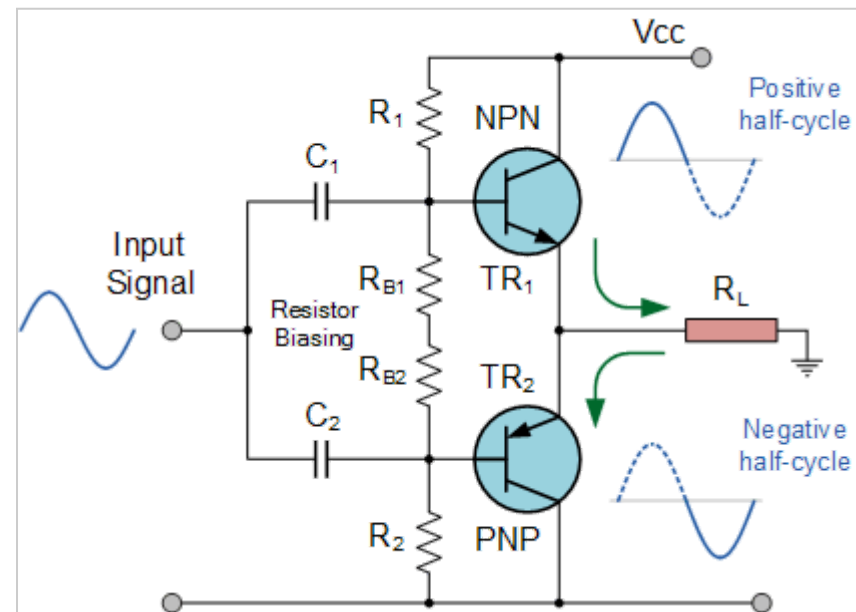 Vcc
Positive
half-cycle
R1
NPN
C1
Input
Signal
RB1
TR1
RL
Resistor
Biasing
RB2
TR2
C2
Negative
half-cycle
R2
PNP